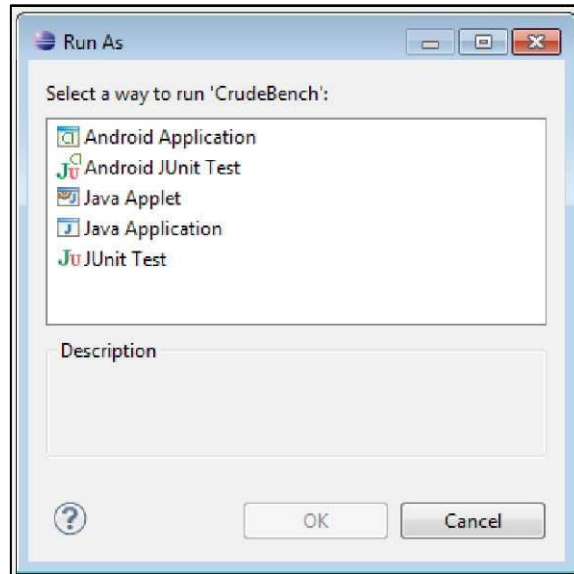 Run As
Select a way to run 'CrudeBench':
Android Application
Android JUnit Test
Java Applet
Java Application
JUnit Test
Description
OK
Cancel